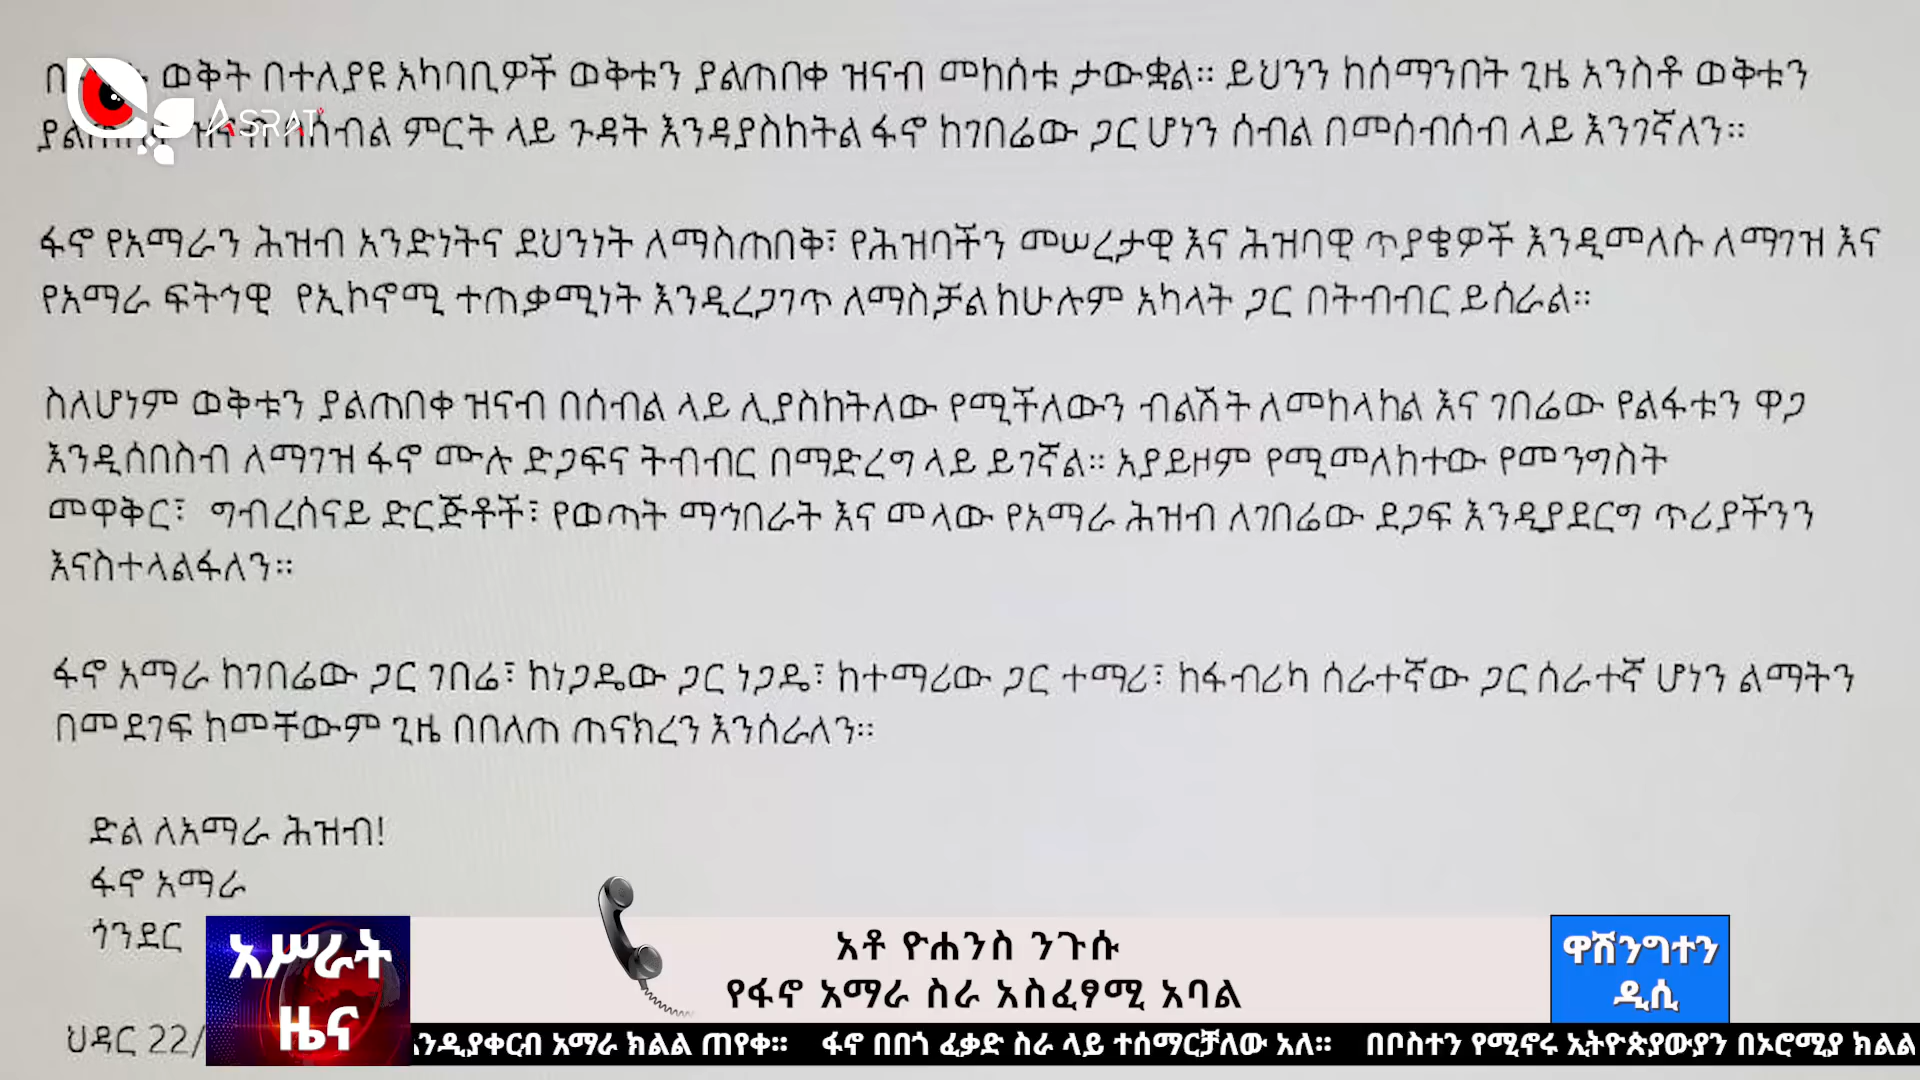 ወቅት በተለያዩ አካባቢዎች ወቅቱን ያልጠበቀ ዝናብ መከሰቱ ታውቋል። ይህንን ከሰማንበት ጊዜ አንስቶ ወቅቱን
ASRAT
ምርት ላይ ጉዳት እንዳያስከትል ፋኖ ከገበሬው ጋር ሆነን ሰብል በመሰብሰብ ላይ እንገኛለን።
ፋኖ የአማራን ሕዝብ አንድነትና ደህንነት ለማስጠበቅ፣ የሕዝባችን መሠረታዊ እና ሕዝባዊ ጥያቄዎች እንዲመለሱ ለማገዝ እና
የአማራ ፍትኅዊ የኢኮኖሚ ተጠቃሚነት እንዲረጋገጥ ለማስቻል ከሁሉም አካላት ጋር በትብብር ይሰራል።
ስለሆነም ወቅቱን ያልጠበቀ ዝናብ በሰብል ላይ ሊያስከትለው የሚችለውን ብልሽት ለመከላከል እና ገበሬው የልፋቱን ዋጋ
እንዲሰበስብ ለማገዝ ፋኖ ሙሉ ድጋፍና ትብብር በማድረግ ላይ ይገኛል። አያይዞም የሚመለከተው የመንግስት
መዋቅር፣ ግብረሰናይ ድርጅቶች፣ የወጣት ማኅበራት እና መላው የአማራ ሕዝብ ለገበሬው ደጋፍ እንዲያደርግ ጥሪያችንን
እናስተላልፋለን።
ፋኖ አማራ ከገበሬው ጋር ገበሬ፣ ከነጋዴው ጋር ነጋዴ፣ ከተማሪው ጋር ተማሪ፣ ከፋብሪካ ሰራተኛው ጋር ሰራተኛ ሆነን ልማትን
በመደገፍ ከመቸውም ጊዜ በበለጠ ጠናክረን እንሰራለን።
ድል ለአማራ ሕዝብ!
ፋኖ አማራ
ጎንደር
ህዳር 22/
አሥራት
ዜና
አቶ ዮሐንስ ንጉሱ
የፋኖ አማራ ስራ አስፈፃሚ አባል
ዋሽንግተን
ዲሲ
እንዲያቀርብ አማራ ክልል ጠየቀ። ፋኖ በበጎ ፈቃድ ስራ ላይ ተሰማርቻለው አለ። በቦስተን የሚኖሩ ኢትዮጵያውያን በኦሮሚያ ክልል